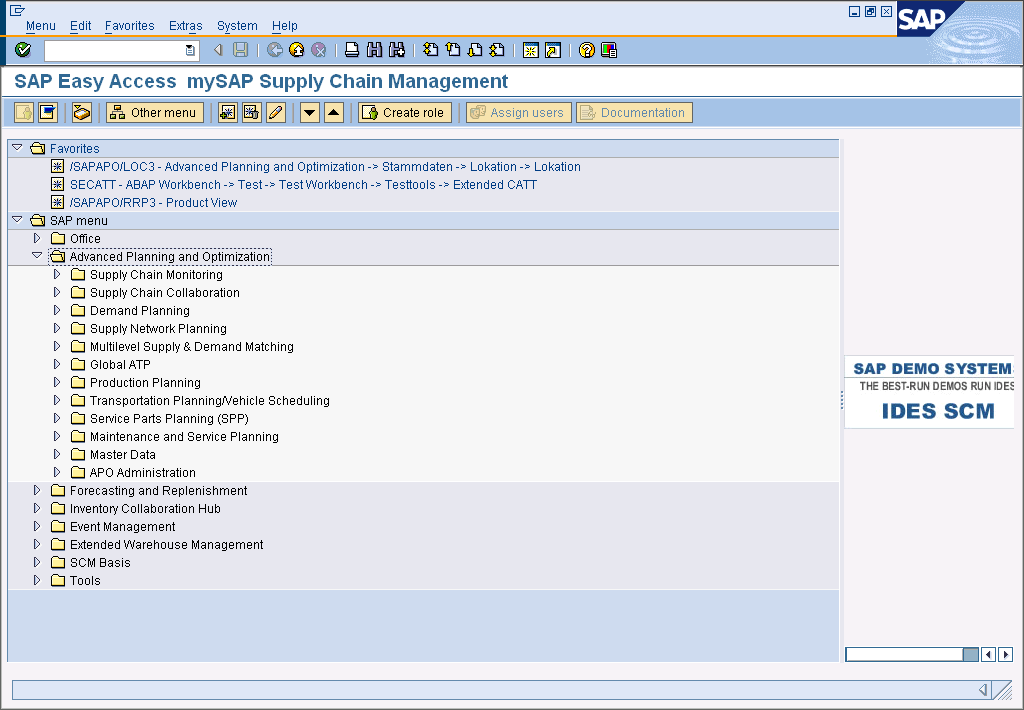 Menu Edit Favorites Extras System Help
SAP
SAP Easy Access mySAP Supply Chain Management
Other menu Create role Assign users Documentation
Favorites
/SAPAPO/LOC3 - Advanced Planning and Optimization -> Stammdaten -> Lokation -> Lokation
SECATT - ABAP Workbench -> Test -> Test Workbench -> Testtools -> Extended CATT
/SAPAPO/RRP3 - Product View
SAP menu
Office
Advanced Planning and Optimization
Supply Chain Monitoring
Supply Chain Collaboration
Demand Planning
Supply Network Planning
Multilevel Supply & Demand Matching
Global ATP
Production Planning
Transportation Planning/Vehicle Scheduling
Service Parts Planning (SPP)
Maintenance and Service Planning
Master Data
APO Administration
Forecasting and Replenishment
Inventory Collaboration Hub
Event Management
Extended Warehouse Management
SCM Basis
Tools
SAP DEMO SYSTEM
THE BEST-RUN DEMOS RUN IDES
IDES SCM